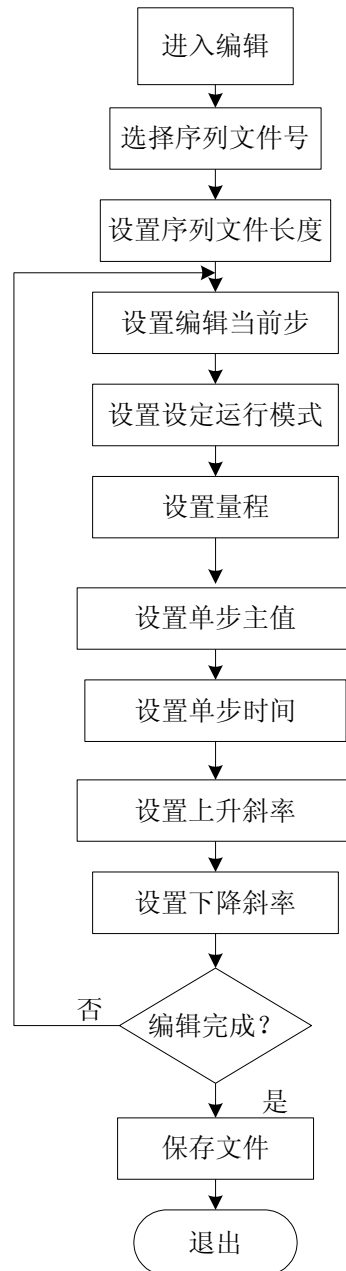 进入编辑
选择序列文件号
设置序列文件长度
设置编辑当前步
设置设定运行模式
设置量程
设置单步主值
设置单步时间
设置上升斜率
设置下降斜率
否
编辑完成?
是
保存文件
退出